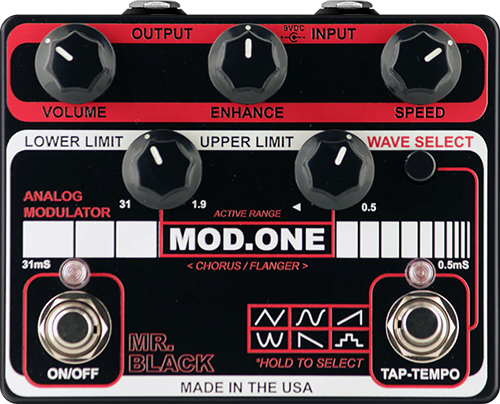 OUTPUT 9VDC INPUT
VOLUME ENHANCE SPEED
LOWER LIMIT UPPER LIMIT WAVE SELECT
ANALOG
MODULATOR
31 1.9 0.5
ACTIVE RANGE
MOD.ONE
< CHORUS / FLANGER >
31mS 0.5mS
MR.
BLACK
*HOLD TO SELECT
ON/OFF TAP-TEMPO
MADE IN THE USA